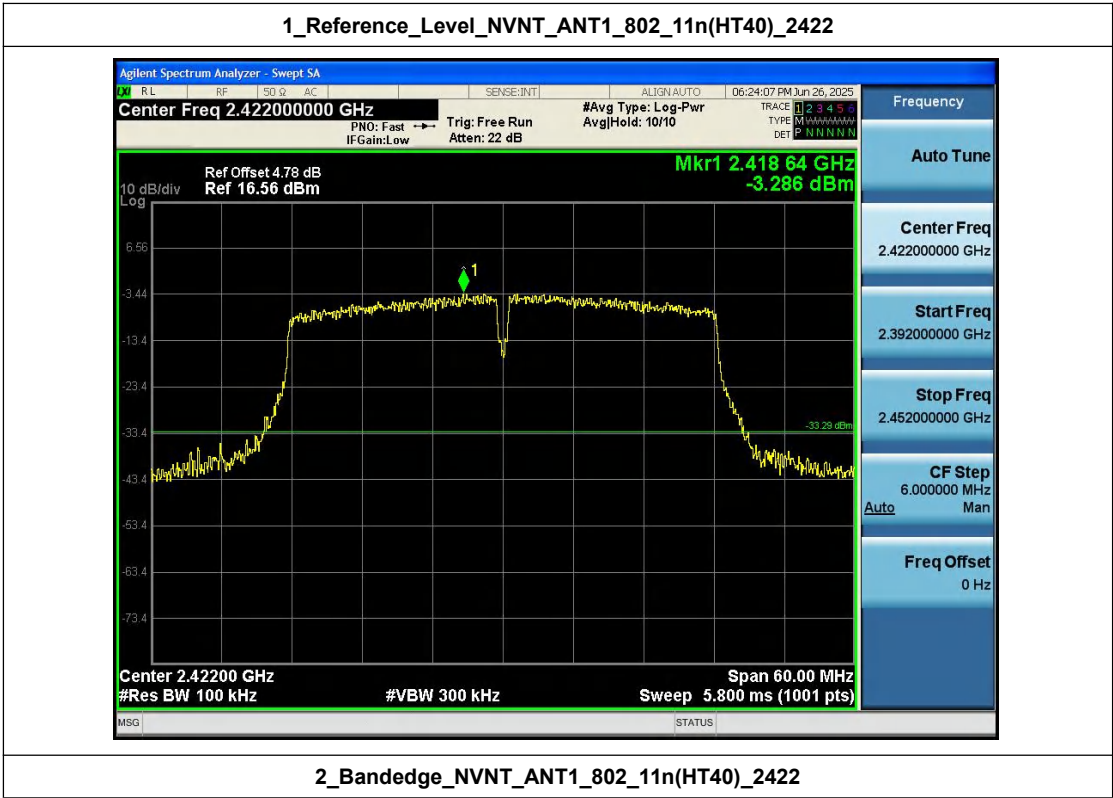 1_Reference_Level_NVNT_ANT1_802_11n(HT40)_2422
Agilent Spectrum Analyzer - Swept SA
LXI RL RF 50 Ω AC SENSE:INT ALIGN AUTO 06:24:07 PM Jun 26, 2025
Center Freq 2.422000000 GHz
PNO: Fast
IFGain:Low
Trig: Free Run
Atten: 22 dB
#Avg Type: Log-Pwr
Avg|Hold: 10/10
TRACE 1 2 3 4 5 6
TYPE M
DET P N N N N N
Mkr1 2.418 64 GHz
-3.286 dBm
Ref Offset 4.78 dB
10 dB/div Ref 16.56 dBm
Log
1
6.56
-3.44
-13.4
-23.4
-33.4
-33.29 dBm
-43.4
-53.4
-63.4
-73.4
Center 2.42200 GHz Span 60.00 MHz
#Res BW 100 kHz #VBW 300 kHz Sweep 5.800 ms (1001 pts)
MSG STATUS
Frequency
Auto Tune
Center Freq
2.422000000 GHz
Start Freq
2.392000000 GHz
Stop Freq
2.452000000 GHz
CF Step
6.000000 MHz
Auto Man
Freq Offset
0 Hz
2_Bandedge_NVNT_ANT1_802_11n(HT40)_2422